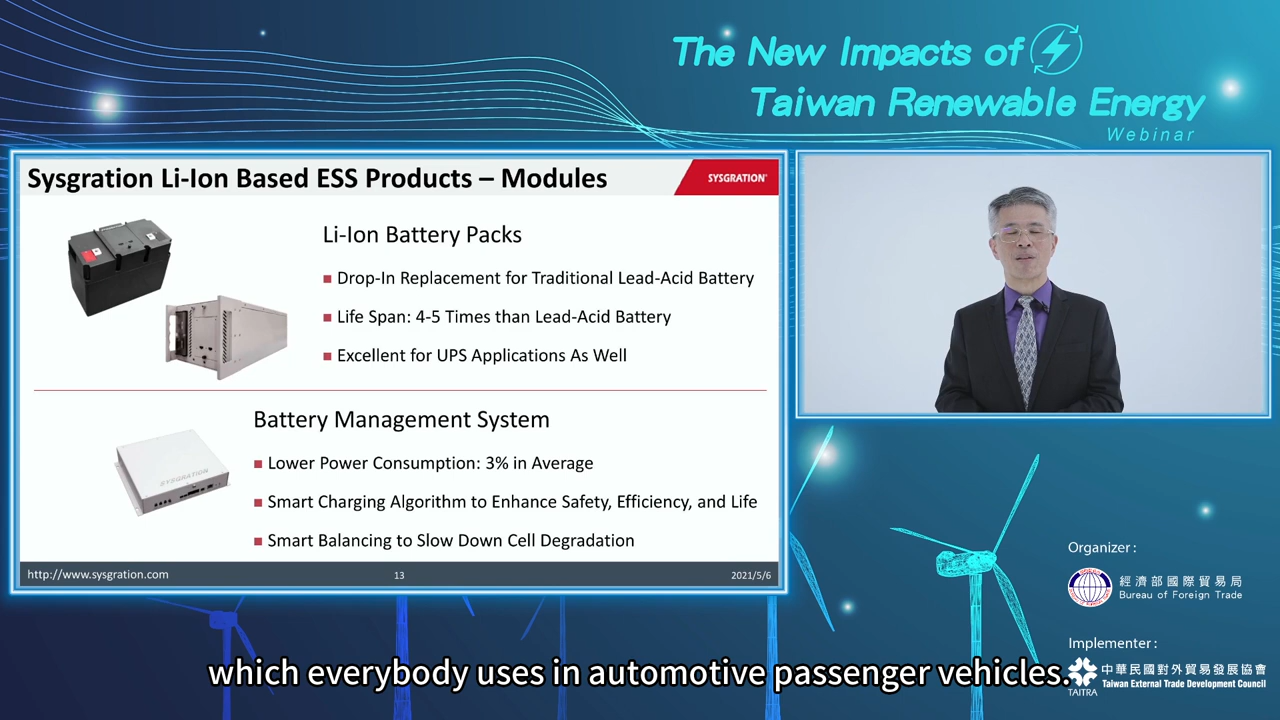 The New Impacts of
Taiwan Renewable Energy
Webinar
Sysgration Li-Ion Based ESS Products – Modules
SYSGRATION
Li-Ion Battery Packs
Drop-In Replacement for Traditional Lead-Acid Battery
Life Span: 4-5 Times than Lead-Acid Battery
Excellent for UPS Applications As Well
Battery Management System
SYSGRATION
Lower Power Consumption: 3% in Average
Smart Charging Algorithm to Enhance Safety, Efficiency, and Life
Smart Balancing to Slow Down Cell Degradation
http://www.sysgration.com
13
2021/5/6
Organizer :
經濟部國際貿易局
Bureau of Foreign Trade
Implementer :
TAITRA
中華民國對外貿易發展協會
Taiwan External Trade Development Council
which everybody uses in automotive passenger vehicles.